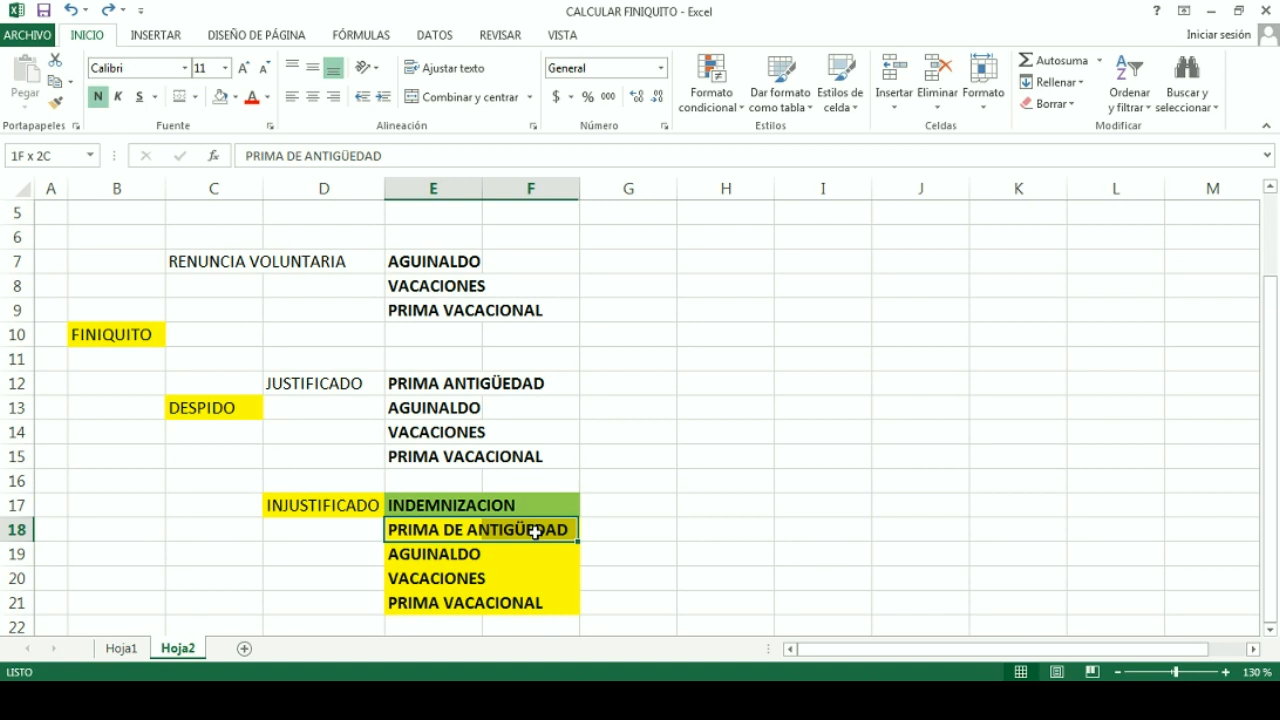 CALCULAR FINIQUITO - Excel
?
ARCHIVO INICIO INSERTAR DISEÑO DE PÁGINA FÓRMULAS DATOS REVISAR VISTA Iniciar sesión
Pegar
Calibri 11
N K S
Ajustar texto
Combinar y centrar
General
$ % 000
Formato condicional
Dar formato como tabla
Estilos de celda
Insertar Eliminar Formato
Autosuma
Rellenar
Borrar
Ordenar y filtrar
Buscar y seleccionar
Portapapeles Fuente Alineación Número Estilos Celdas Modificar
1F x 2C fx PRIMA DE ANTIGÜEDAD
A B C D E F G H I J K L M
5
6
7 RENUNCIA VOLUNTARIA AGUINALDO
8 VACACIONES
9 PRIMA VACACIONAL
10 FINIQUITO
11
12 JUSTIFICADO PRIMA ANTIGÜEDAD
13 DESPIDO AGUINALDO
14 VACACIONES
15 PRIMA VACACIONAL
16
17 INJUSTIFICADO INDEMNIZACION
18 PRIMA DE ANTIGÜEDAD
19 AGUINALDO
20 VACACIONES
21 PRIMA VACACIONAL
22
Hoja1 Hoja2
LISTO 130 %